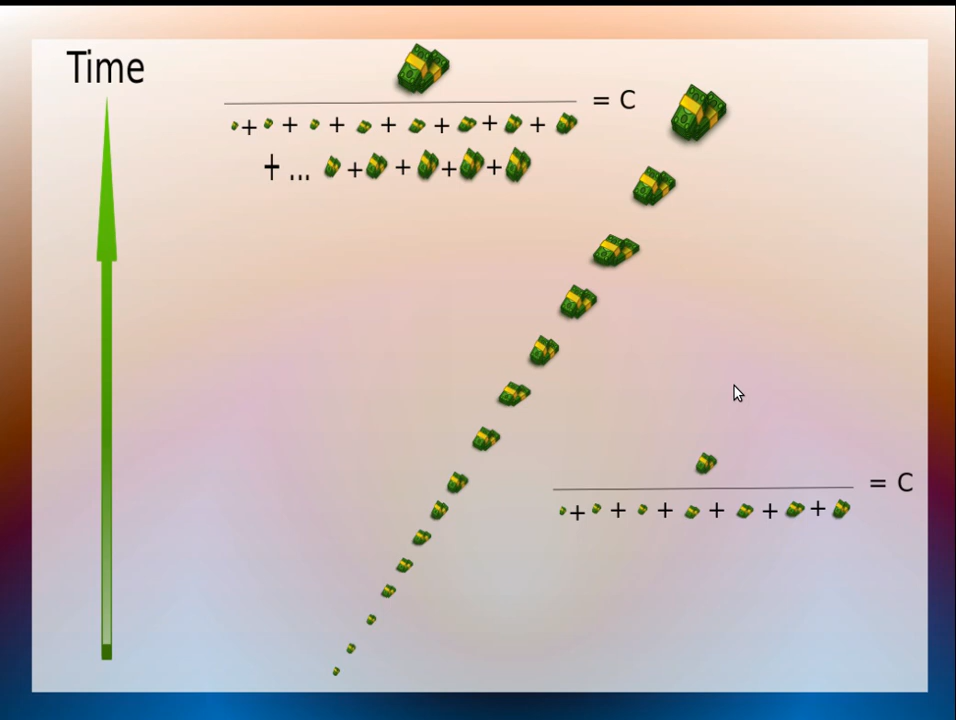 Time
= C
+ + + + + + +
+ ... + + + +
= C
+ + + + + +